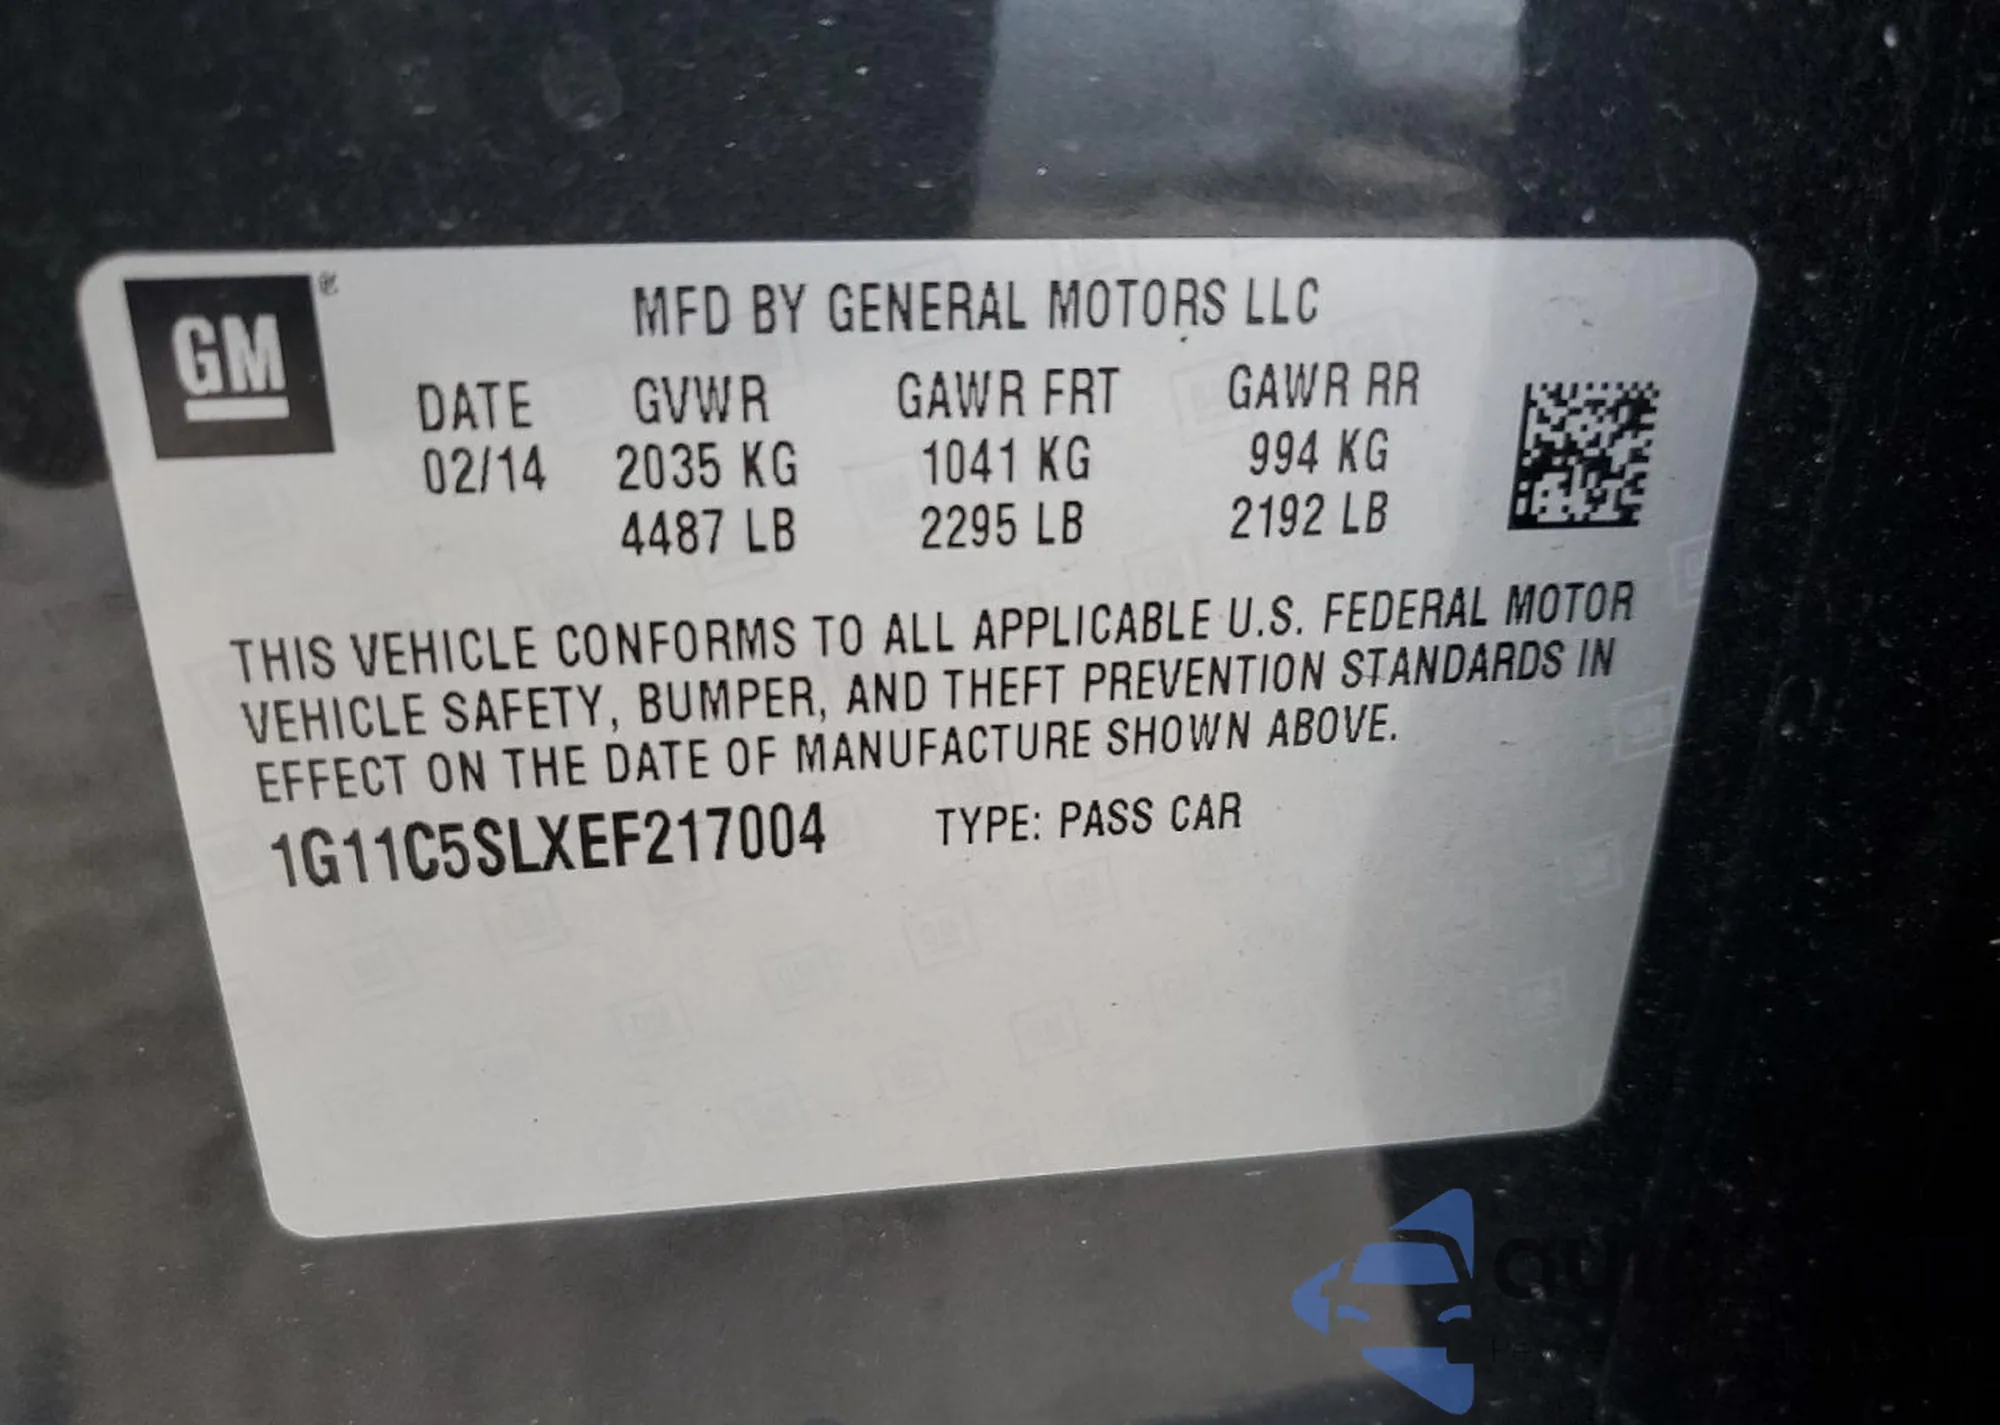 GM
MFD BY GENERAL MOTORS LLC
DATE GVWR GAWR FRT GAWR RR
02/14 2035 KG 1041 KG 994 KG
4487 LB 2295 LB 2192 LB
THIS VEHICLE CONFORMS TO ALL APPLICABLE U.S. FEDERAL MOTOR
VEHICLE SAFETY, BUMPER, AND THEFT PREVENTION STANDARDS IN
EFFECT ON THE DATE OF MANUFACTURE SHOWN ABOVE.
1G11C5SLXEF217004 TYPE: PASS CAR